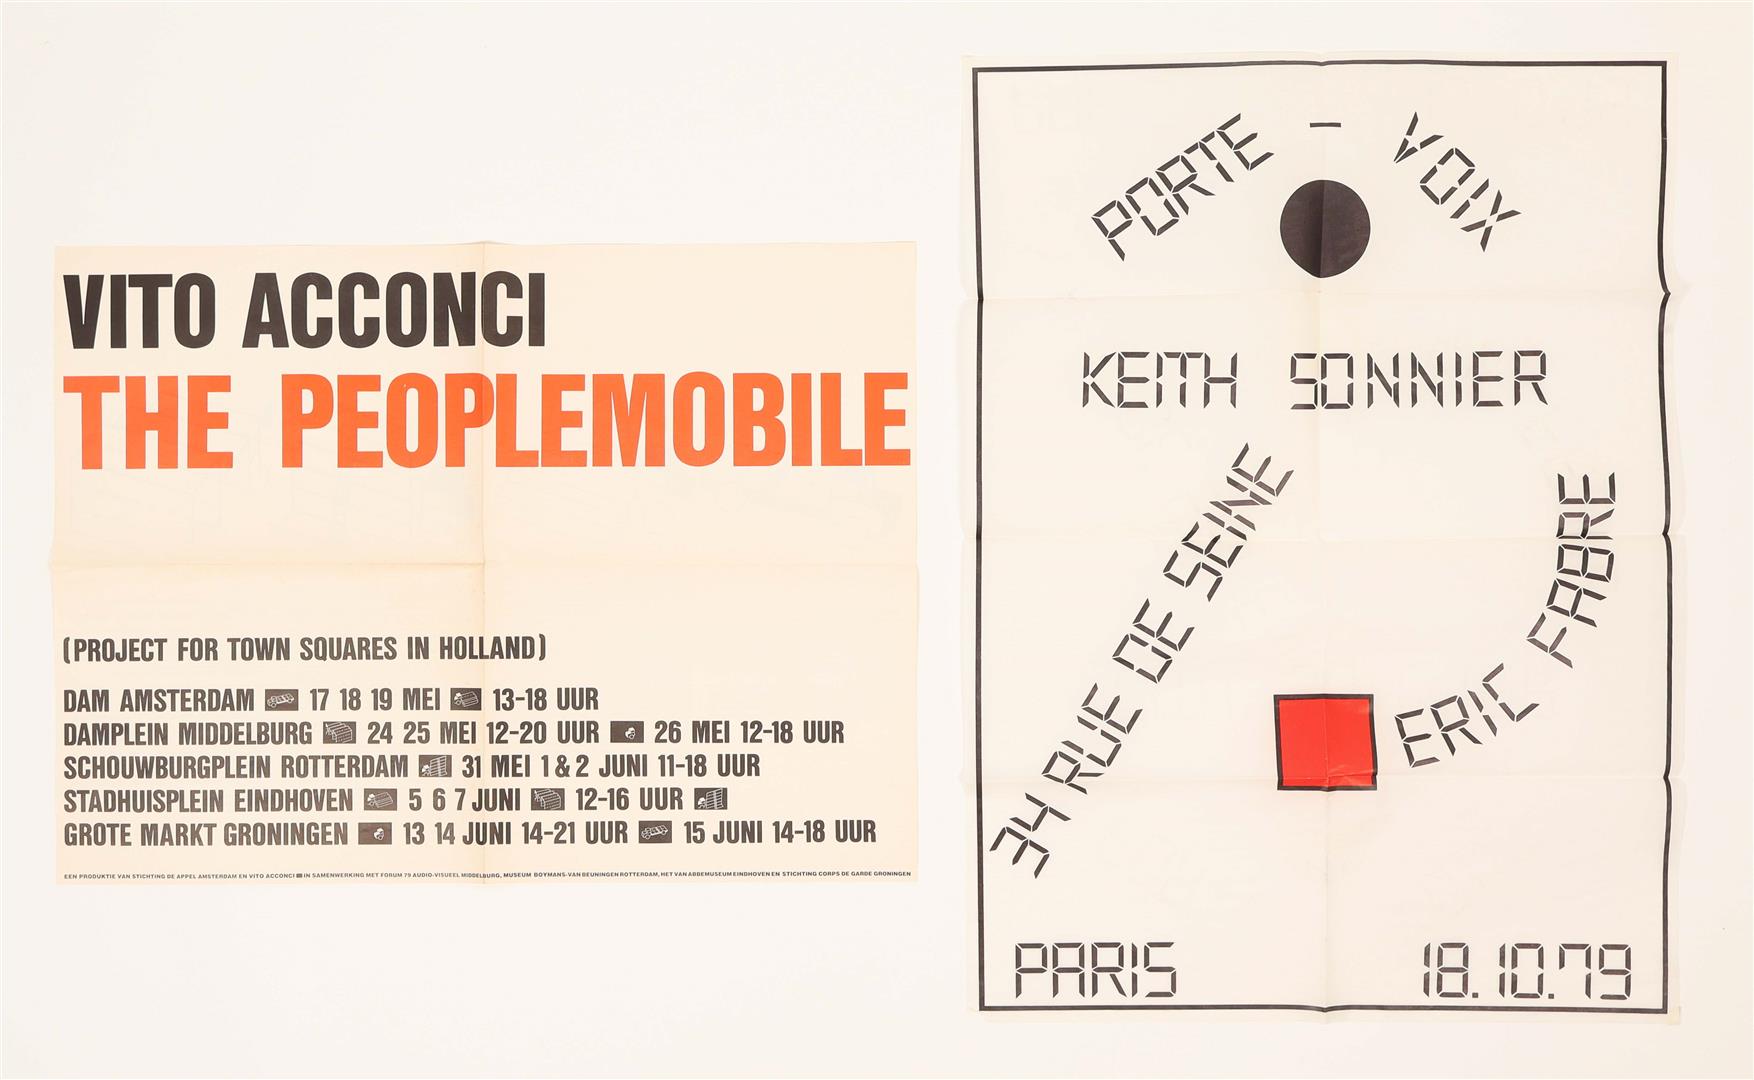 VITO ACCONCI
THE PEOPLEMOBILE
(PROJECT FOR TOWN SQUARES IN HOLLAND)
DAM AMSTERDAM 17 18 19 MEI 13-18 UUR
DAMPLEIN MIDDELBURG 24 25 MEI 12-20 UUR 26 MEI 12-18 UUR
SCHOUWBURGPLEIN ROTTERDAM 31 MEI 1 & 2 JUNI 11-18 UUR
STADHUISPLEIN EINDHOVEN 5 6 7 JUNI 12-16 UUR
GROTE MARKT GRONINGEN 13 14 JUNI 14-21 UUR 15 JUNI 14-18 UUR
EEN PRODUKTIE VAN STICHTING DE APPEL AMSTERDAM EN VITO ACCONCI IN SAMENWERKING MET FORUM 79 AUDIO-VISUEEL MIDDELBURG, MUSEUM BOYMANS-VAN BEUNINGEN ROTTERDAM, HET VAN ABBEMUSEUM EINDHOVEN EN STICHTING CORPS DE GARDE GRONINGEN
PORTE - VOIX
KEITH SONNIER
34 RUE DE SEINE
ERIC FABRE
PARIS 18.10.79